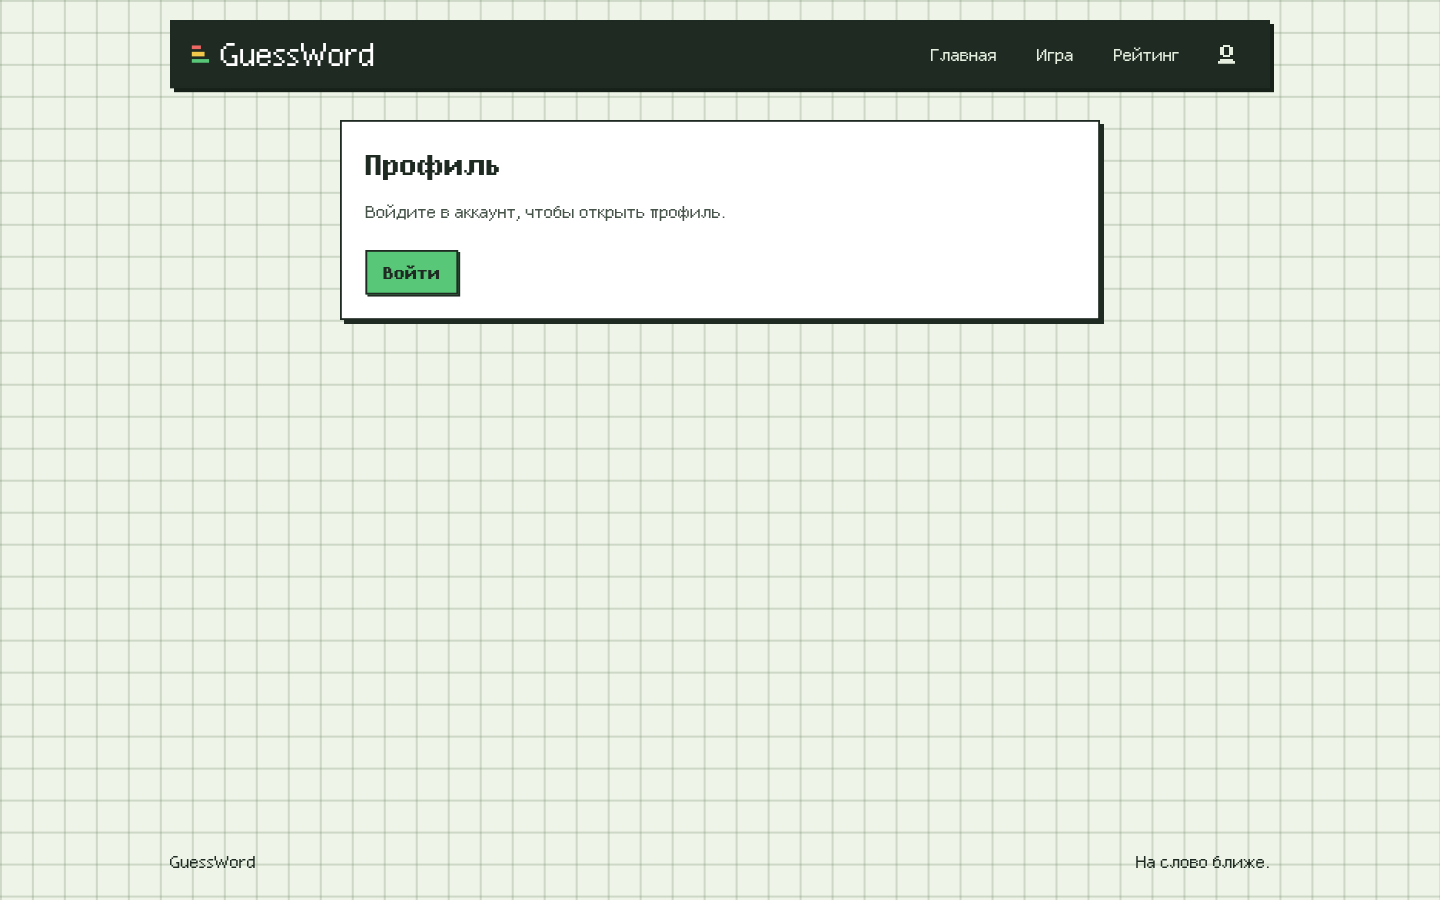 GuessWord
Главная Игра Рейтинг
Профиль
Войдите в аккаунт, чтобы открыть профиль.
Войти
GuessWord
На слово ближе.